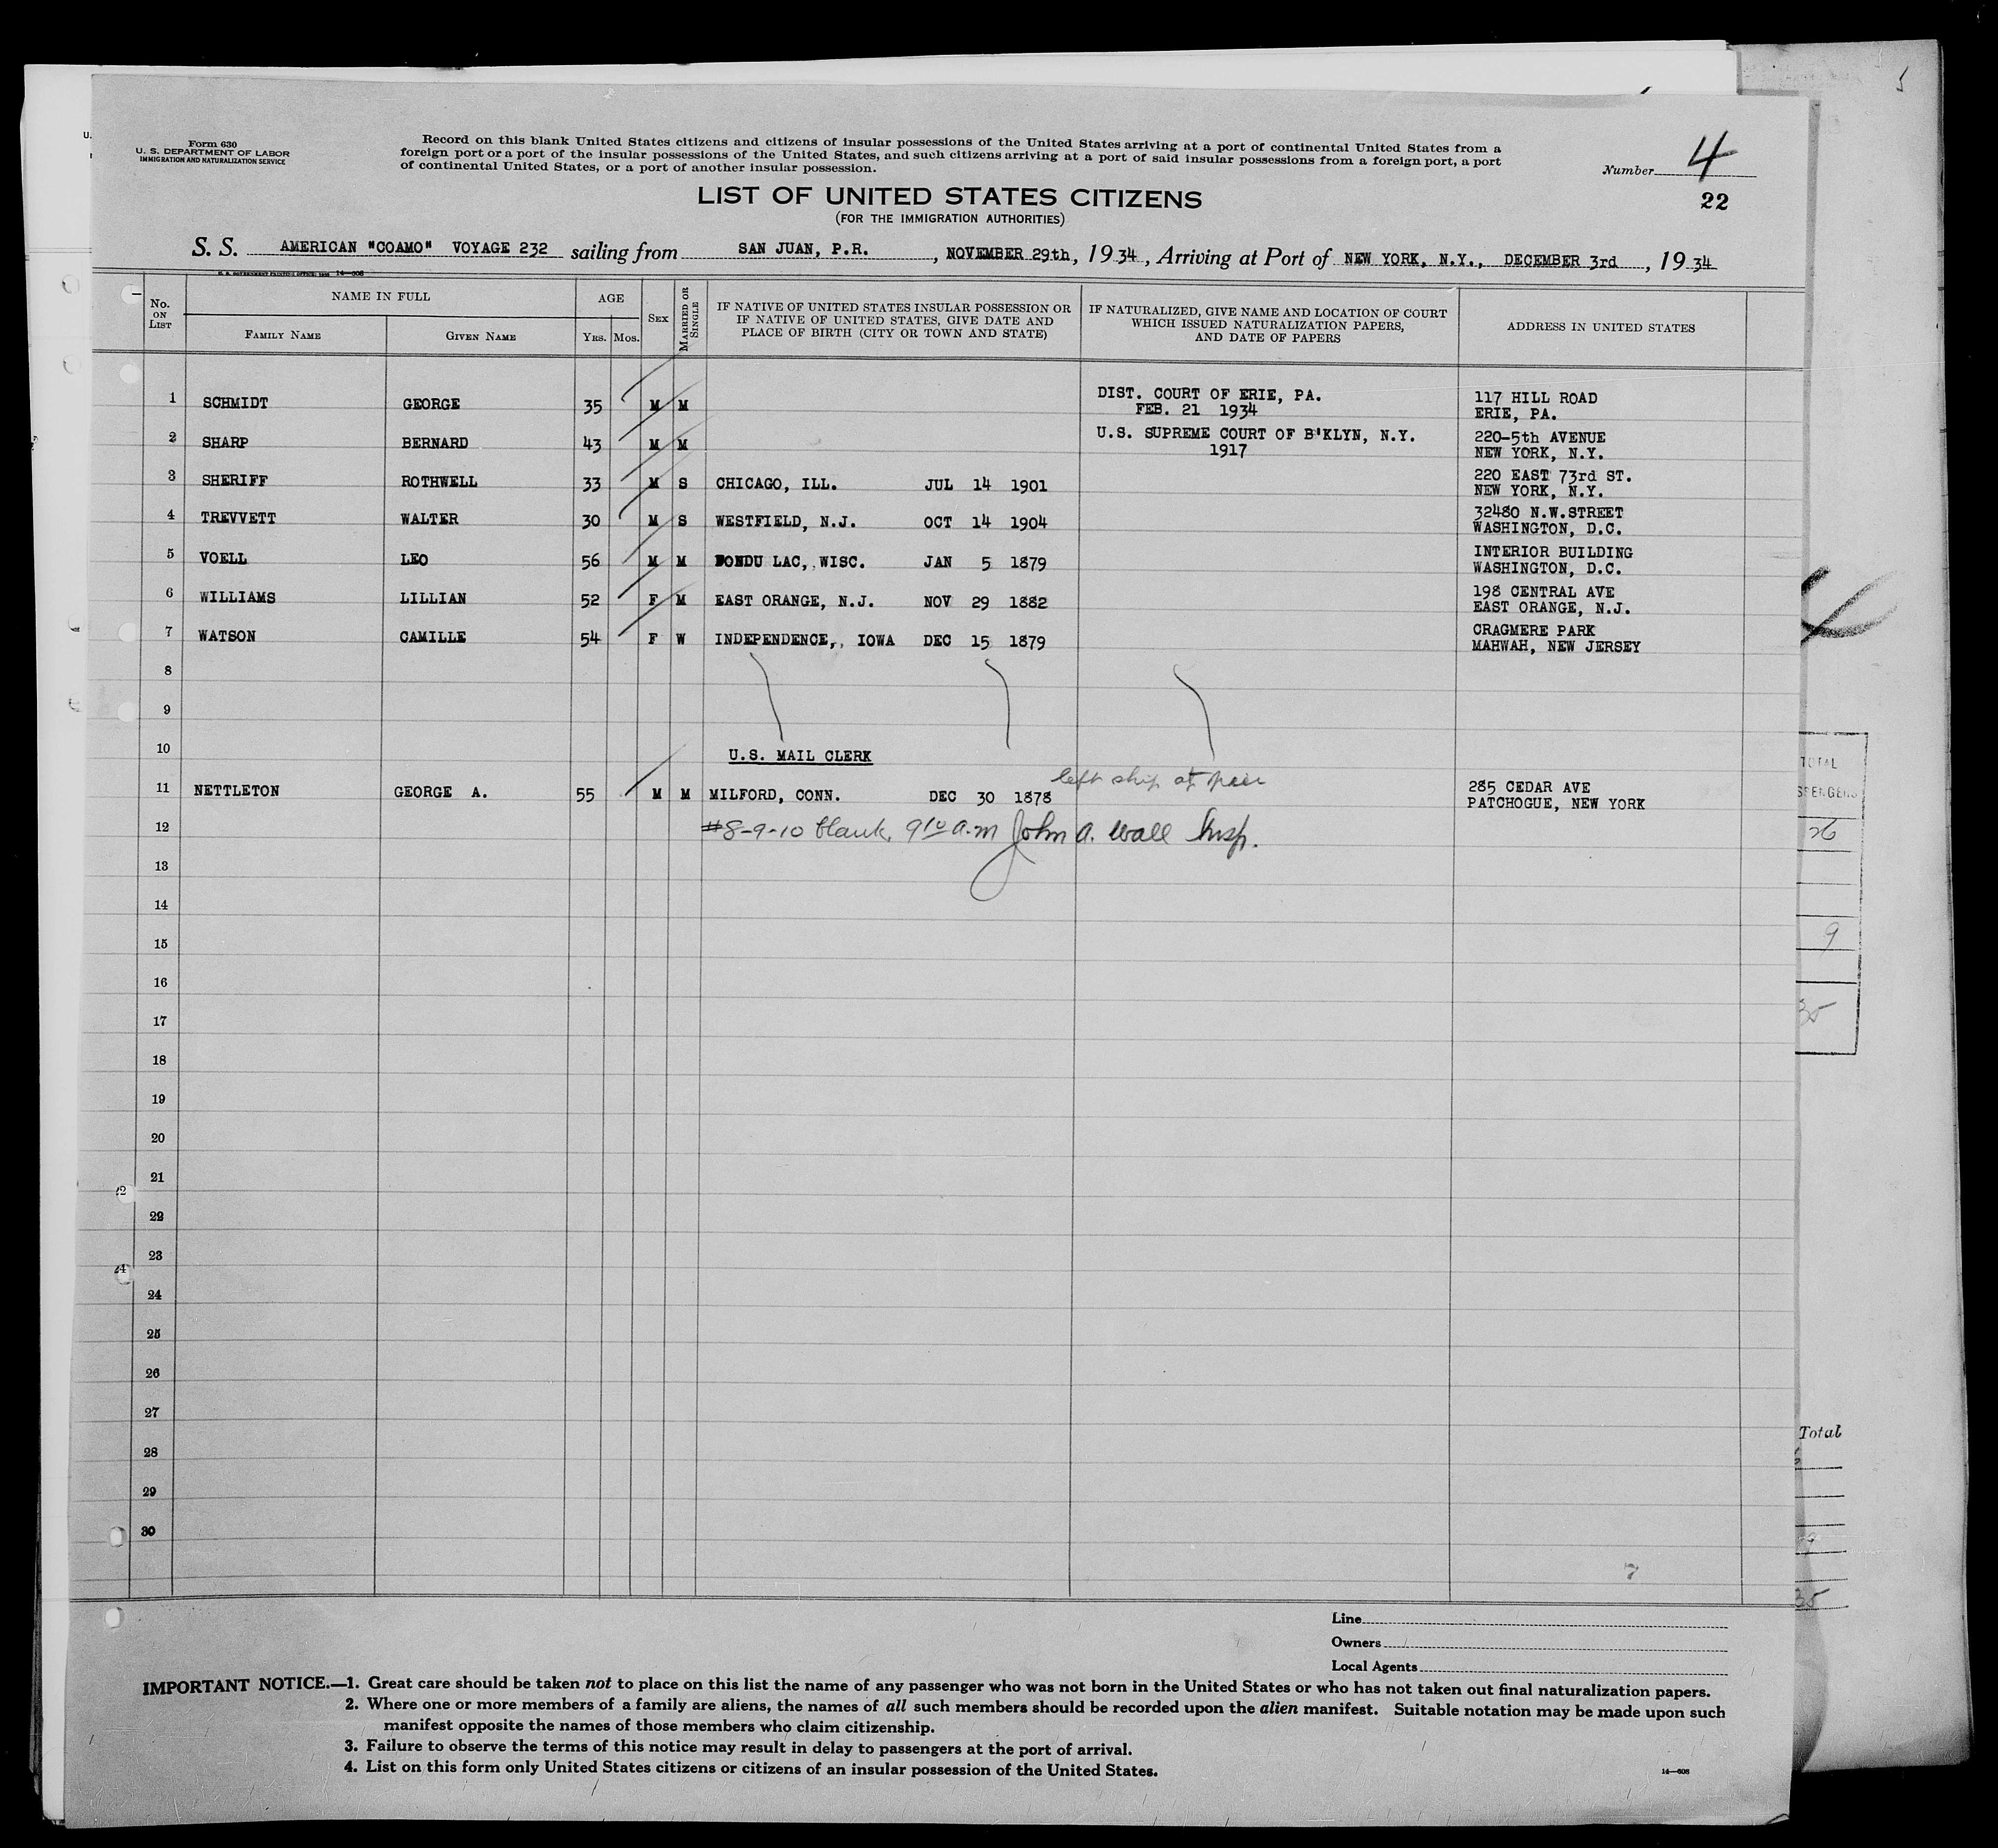 Form 630
U. S. DEPARTMENT OF LABOR
IMMIGRATION AND NATURALIZATION SERVICE
Record on this blank United States citizens and citizens of insular possessions of the United States arriving at a port of continental United States from a
foreign port or a port of the insular possessions of the United States, and such citizens arriving at a port of said insular possessions from a foreign port, a port
of continental United States, or a port of another insular possession.
Number 4
22
LIST OF UNITED STATES CITIZENS
(FOR THE IMMIGRATION AUTHORITIES)
S. S. AMERICAN "COAMO" VOYAGE 232 sailing from SAN JUAN, P.R. , NOVEMBER 29th, 1934, Arriving at Port of NEW YORK, N.Y., DECEMBER 3rd , 1934
U. S. GOVERNMENT PRINTING OFFICE 14—608
No. ON LIST
NAME IN FULL
FAMILY NAME
GIVEN NAME
AGE
YRS.
MOS.
SEX
MARRIED OR SINGLE
IF NATIVE OF UNITED STATES INSULAR POSSESSION OR
IF NATIVE OF UNITED STATES, GIVE DATE AND
PLACE OF BIRTH (CITY OR TOWN AND STATE)
IF NATURALIZED, GIVE NAME AND LOCATION OF COURT
WHICH ISSUED NATURALIZATION PAPERS,
AND DATE OF PAPERS
ADDRESS IN UNITED STATES
1 SCHMIDT GEORGE 35 M M DIST. COURT OF ERIE, PA. 117 HILL ROAD
FEB. 21 1934 ERIE, PA.
2 SHARP BERNARD 43 M M U.S. SUPREME COURT OF B'KLYN, N.Y. 220-5th AVENUE
1917 NEW YORK, N.Y.
3 SHERIFF ROTHWELL 33 M S CHICAGO, ILL. JUL 14 1901 220 EAST 73rd ST.
NEW YORK, N.Y.
4 TREVVETT WALTER 30 M S WESTFIELD, N.J. OCT 14 1904 32480 N.W.STREET
WASHINGTON, D.C.
5 VOELL LEO 56 M M FONDU LAC, WISC. JAN 5 1879 INTERIOR BUILDING
WASHINGTON, D.C.
6 WILLIAMS LILLIAN 52 F M EAST ORANGE, N.J. NOV 29 1882 198 CENTRAL AVE
EAST ORANGE, N.J.
7 WATSON CAMILLE 54 F W INDEPENDENCE,, IOWA DEC 15 1879 CRAGMERE PARK
MAHWAH, NEW JERSEY
8
9
10 U.S. MAIL CLERK
left ship at pier
11 NETTLETON GEORGE A. 55 M M MILFORD, CONN. DEC 30 1878 285 CEDAR AVE
PATCHOGUE, NEW YORK
12 #8-9-10 blank, 9 10 a.m John A. Wall Insp.
13
14
15
16
17
18
19
20
21
22
23
24
25
26
27
28
29
30
7
TOTAL
26
9
35
Total
35
Line
Owners
Local Agents
IMPORTANT NOTICE.—1. Great care should be taken not to place on this list the name of any passenger who was not born in the United States or who has not taken out final naturalization papers.
2. Where one or more members of a family are aliens, the names of all such members should be recorded upon the alien manifest. Suitable notation may be made upon such
manifest opposite the names of those members who claim citizenship.
3. Failure to observe the terms of this notice may result in delay to passengers at the port of arrival.
4. List on this form only United States citizens or citizens of an insular possession of the United States.
14—608